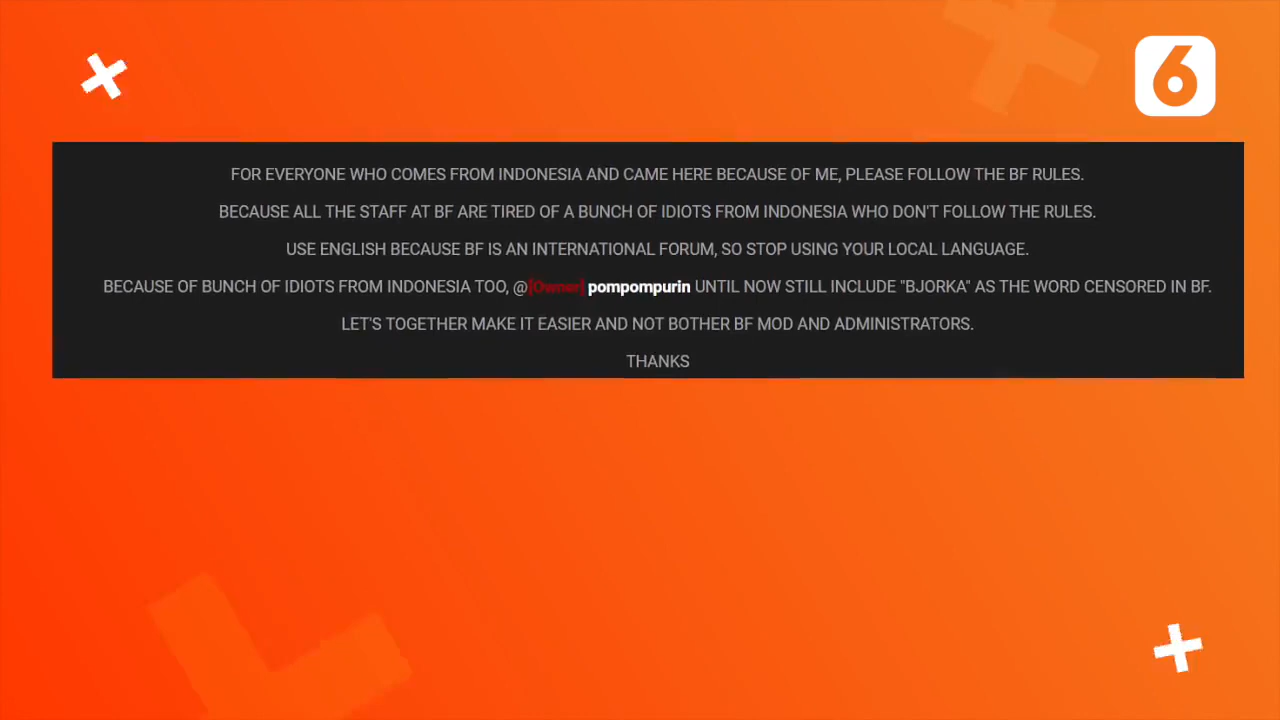 6
FOR EVERYONE WHO COMES FROM INDONESIA AND CAME HERE BECAUSE OF ME, PLEASE FOLLOW THE BF RULES.
BECAUSE ALL THE STAFF AT BF ARE TIRED OF A BUNCH OF IDIOTS FROM INDONESIA WHO DON'T FOLLOW THE RULES.
USE ENGLISH BECAUSE BF IS AN INTERNATIONAL FORUM, SO STOP USING YOUR LOCAL LANGUAGE.
BECAUSE OF BUNCH OF IDIOTS FROM INDONESIA TOO, @[Owner] pompompurin UNTIL NOW STILL INCLUDE "BJORKA" AS THE WORD CENSORED IN BF.
LET'S TOGETHER MAKE IT EASIER AND NOT BOTHER BF MOD AND ADMINISTRATORS.
THANKS